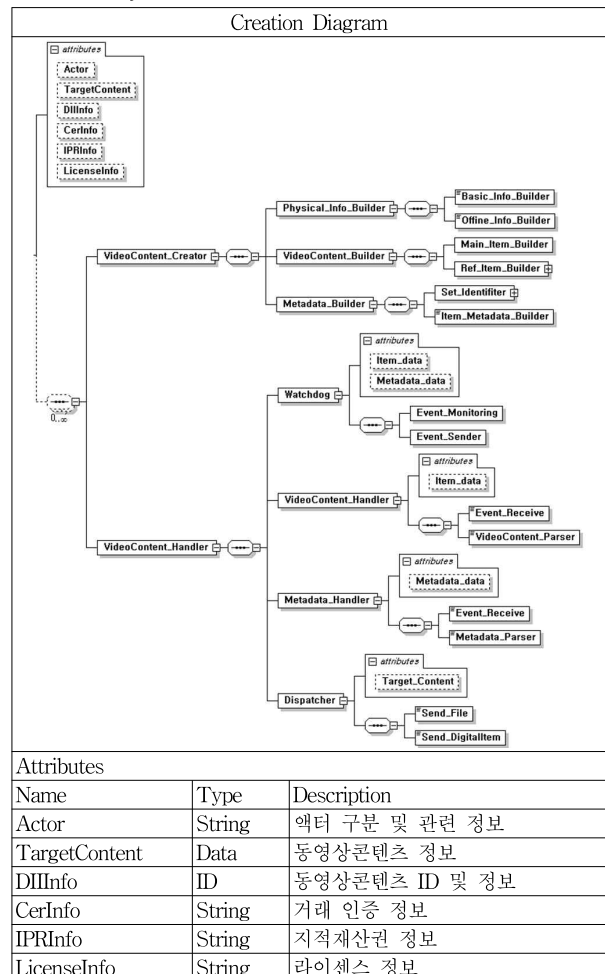 Creation Diagram
attributes
Actor
TargetContent
DIIInfo
CerInfo
IPRInfo
LicenseInfo
VideoContent_Creator
Physical_Info_Builder
Basic_Info_Builder
Offine_Info_Builder
VideoContent_Builder
Main_Item_Builder
Ref_Item_Builder
Metadata_Builder
Set_Identifiter
Item_Metadata_Builder
0..∞
VideoContent_Handler
Watchdog
attributes
Item_data
Metadata_data
Event_Monitoring
Event_Sender
VideoContent_Handler
attributes
Item_data
Event_Receive
VideoContent_Parser
Metadata_Handler
attributes
Metadata_data
Event_Receive
Metadata_Parser
Dispatcher
attributes
Target_Content
Send_File
Send_DigitalItem
Attributes
Name Type Description
Actor String 액터 구분 및 관련 정보
TargetContent Data 동영상콘텐츠 정보
DIIInfo ID 동영상콘텐츠 ID 및 정보
CerInfo String 거래 인증 정보
IPRInfo String 지적재산권 정보
LicenseInfo String 라이센스 정보